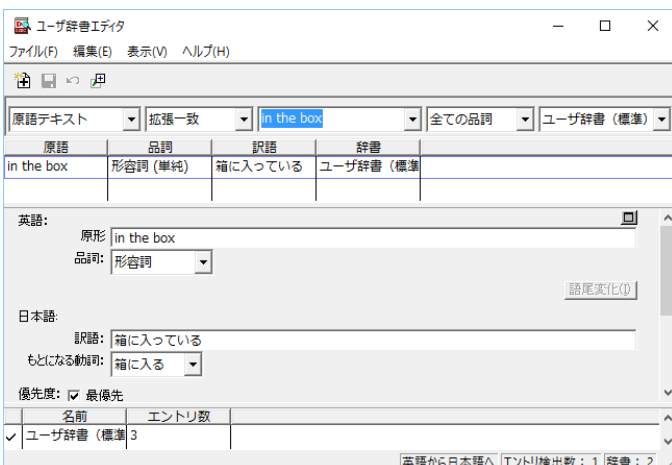 ユーザ辞書エディタ
ファイル(F) 編集(E) 表示(V) ヘルプ(H)
原語テキスト 拡張一致 in the box 全ての品詞 ユーザ辞書（標準）
原語 品詞 訳語 辞書
in the box 形容詞 (単純) 箱に入っている ユーザ辞書（標準
英語:
原形 in the box
品詞: 形容詞
語尾変化(I)
日本語:
訳語: 箱に入っている
もとになる動詞: 箱に入る
優先度: 最優先
名前 エントリ数
ユーザ辞書（標準 3
英語から日本語へ エントリ検出数： 1 辞書： 2